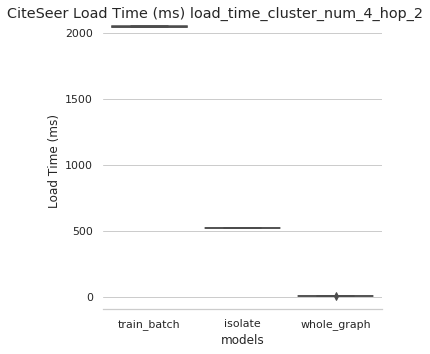 CiteSeer Load Time (ms) load_time_cluster_num_4_hop_2
2000
1500
1000
500
0
Load Time (ms)
train_batch isolate whole_graph
models